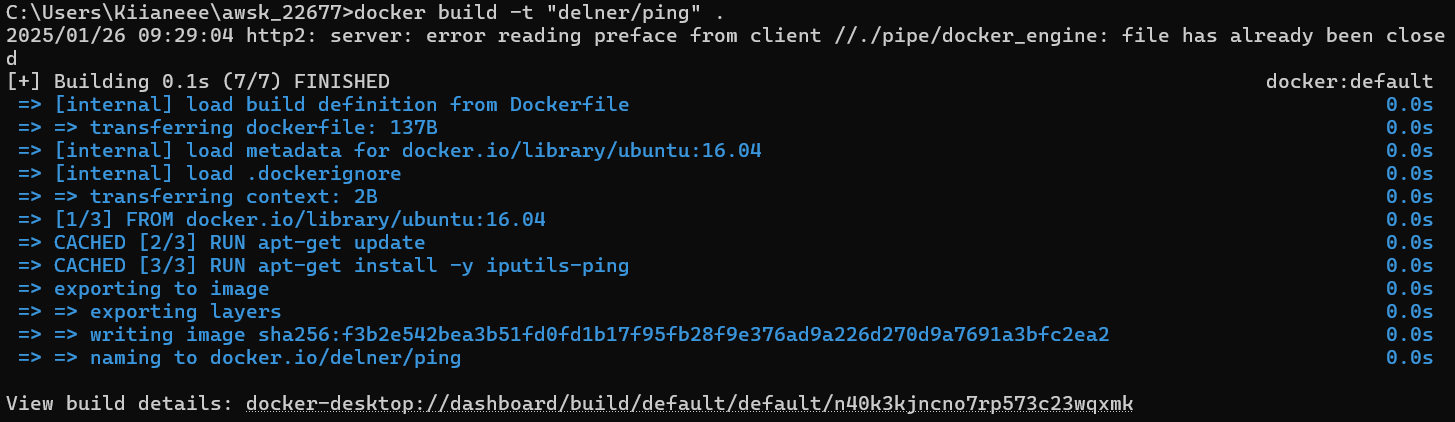 C:\Users\Kiianeee\awsk_22677>docker build -t "delner/ping" .
2025/01/26 09:29:04 http2: server: error reading preface from client //./pipe/docker_engine: file has already been close
d
[+] Building 0.1s (7/7) FINISHED docker:default
=> [internal] load build definition from Dockerfile 0.0s
=> => transferring dockerfile: 137B 0.0s
=> [internal] load metadata for docker.io/library/ubuntu:16.04 0.0s
=> [internal] load .dockerignore 0.0s
=> => transferring context: 2B 0.0s
=> [1/3] FROM docker.io/library/ubuntu:16.04 0.0s
=> CACHED [2/3] RUN apt-get update 0.0s
=> CACHED [3/3] RUN apt-get install -y iputils-ping 0.0s
=> exporting to image 0.0s
=> => exporting layers 0.0s
=> => writing image sha256:f3b2e542bea3b51fd0fd1b17f95fb28f9e376ad9a226d270d9a7691a3bfc2ea2 0.0s
=> => naming to docker.io/delner/ping 0.0s
View build details: docker-desktop://dashboard/build/default/default/n40k3kjncno7rp573c23wqxmk